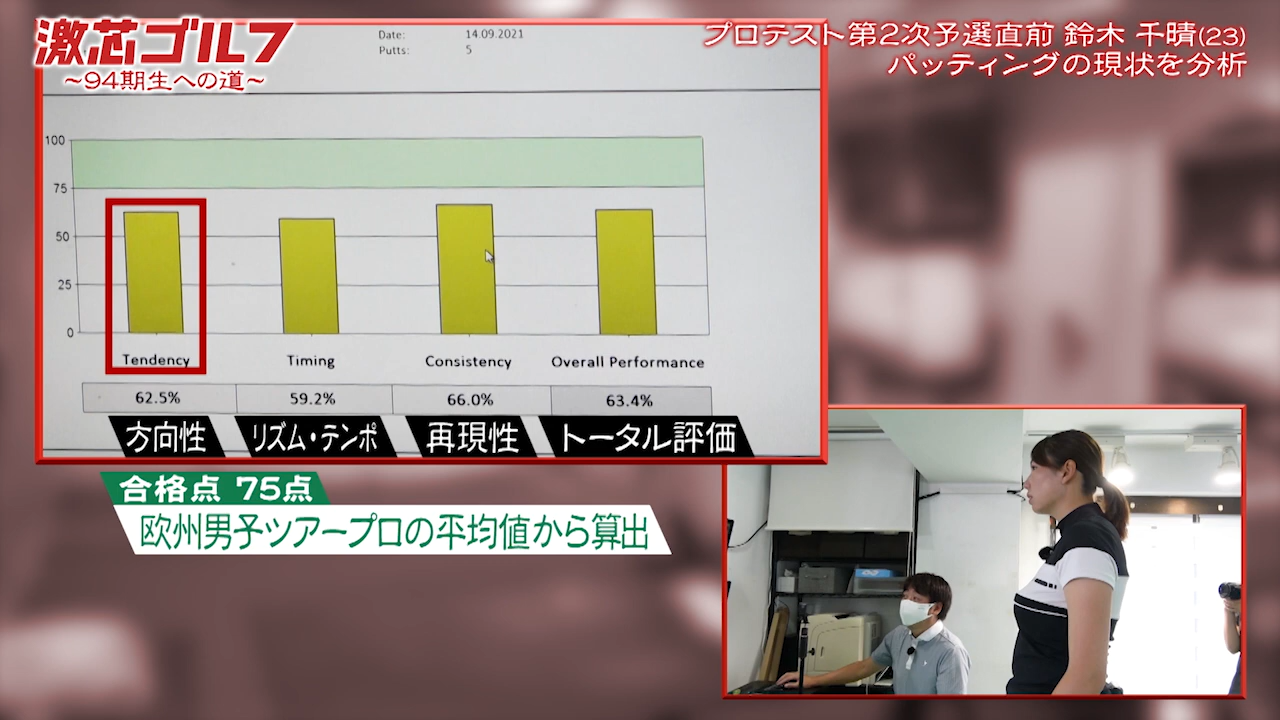 激芯ゴルフ
～94期生への道～
プロテスト第2次予選直前 鈴木 千晴(23)
パッティングの現状を分析
Date: 14.09.2021
Putts: 5
100
75
50
25
0
Tendency Timing Consistency Overall Performance
62.5% 59.2% 66.0% 63.4%
方向性 リズム・テンポ 再現性 トータル評価
合格点 75点
欧州男子ツアープロの平均値から算出